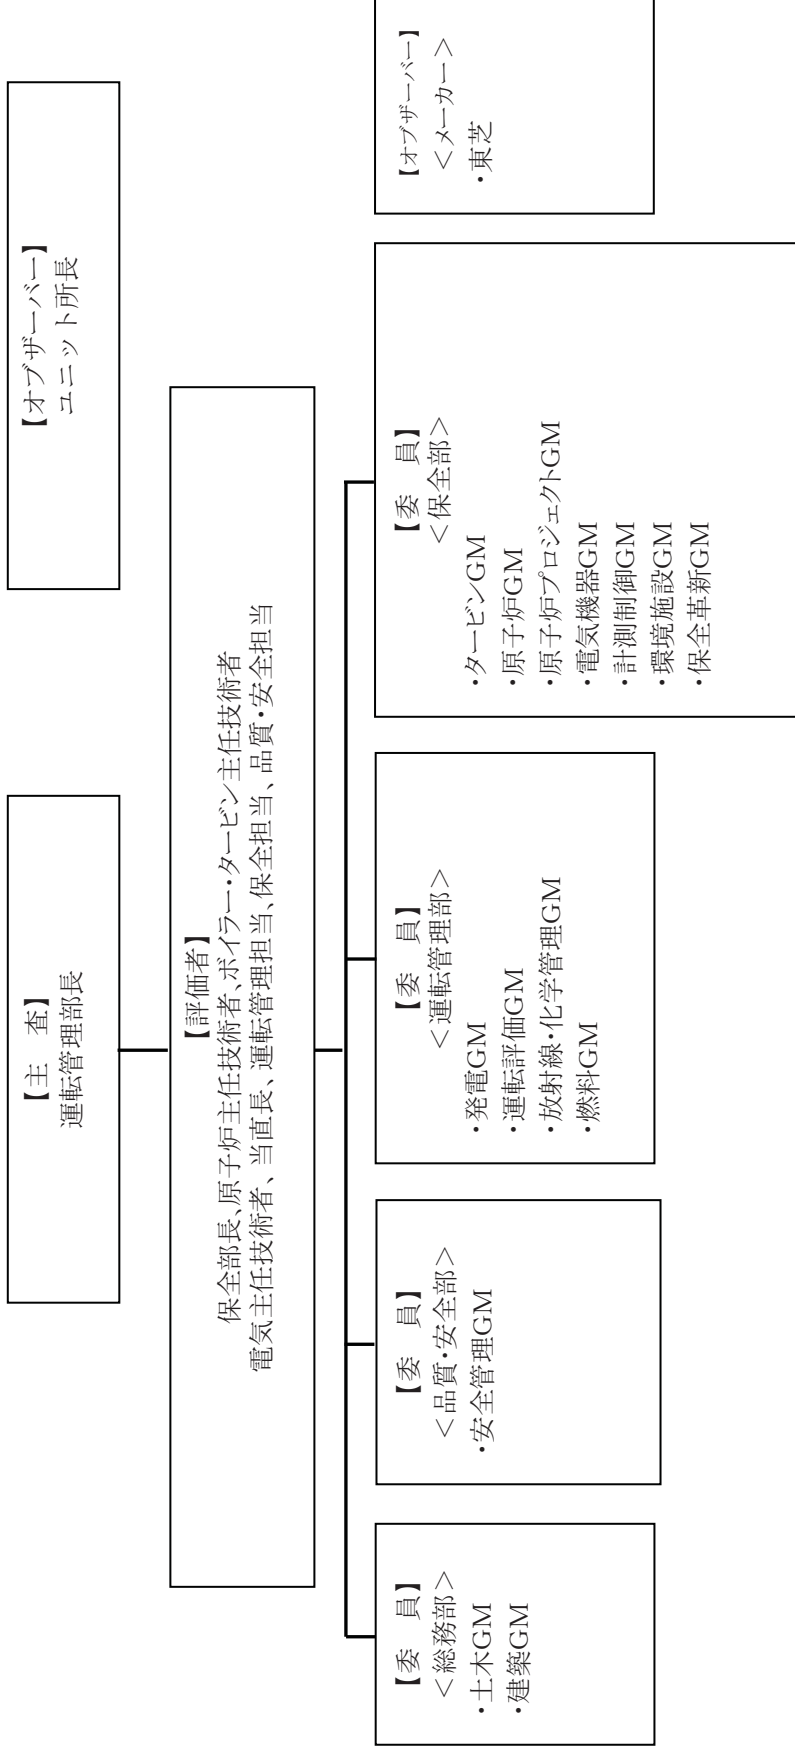 【主　査】
運転管理部長
【オブザーバー】
ユニット所長
【評価者】
保全部長、原子炉主任技術者、ボイラー・タービン主任技術者
電気主任技術者、当直長、運転管理担当、保全担当、品質・安全担当
【委　員】
＜総務部＞
・土木GM
・建築GM
【委　員】
＜品質・安全部＞
・安全管理GM
【委　員】
＜運転管理部＞
・発電GM
・運転評価GM
・放射線・化学管理GM
・燃料GM
【委　員】
＜保全部＞
・タービンGM
・原子炉GM
・原子炉プロジェクトGM
・電気機器GM
・計測制御GM
・環境施設GM
・保全革新GM
【オブザーバー】
＜メーカー＞
・東芝